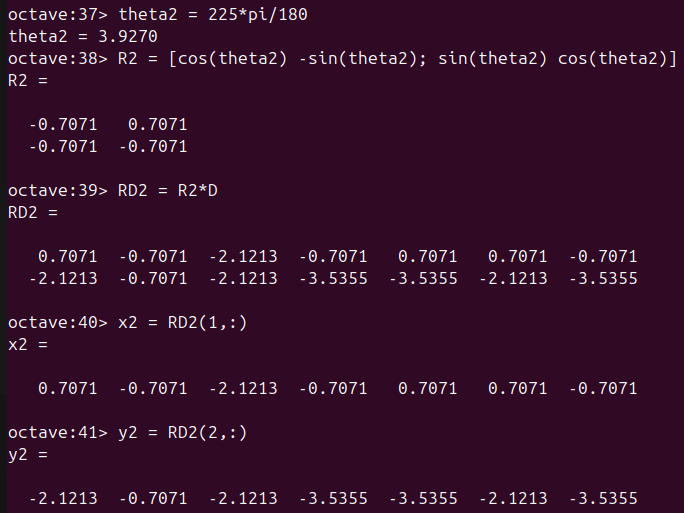 octave:37> theta2 = 225*pi/180
theta2 = 3.9270
octave:38> R2 = [cos(theta2) -sin(theta2); sin(theta2) cos(theta2)]
R2 =
-0.7071 0.7071
-0.7071 -0.7071
octave:39> RD2 = R2*D
RD2 =
0.7071 -0.7071 -2.1213 -0.7071 0.7071 0.7071 -0.7071
-2.1213 -0.7071 -2.1213 -3.5355 -3.5355 -2.1213 -3.5355
octave:40> x2 = RD2(1,:)
x2 =
0.7071 -0.7071 -2.1213 -0.7071 0.7071 0.7071 -0.7071
octave:41> y2 = RD2(2,:)
y2 =
-2.1213 -0.7071 -2.1213 -3.5355 -3.5355 -2.1213 -3.5355